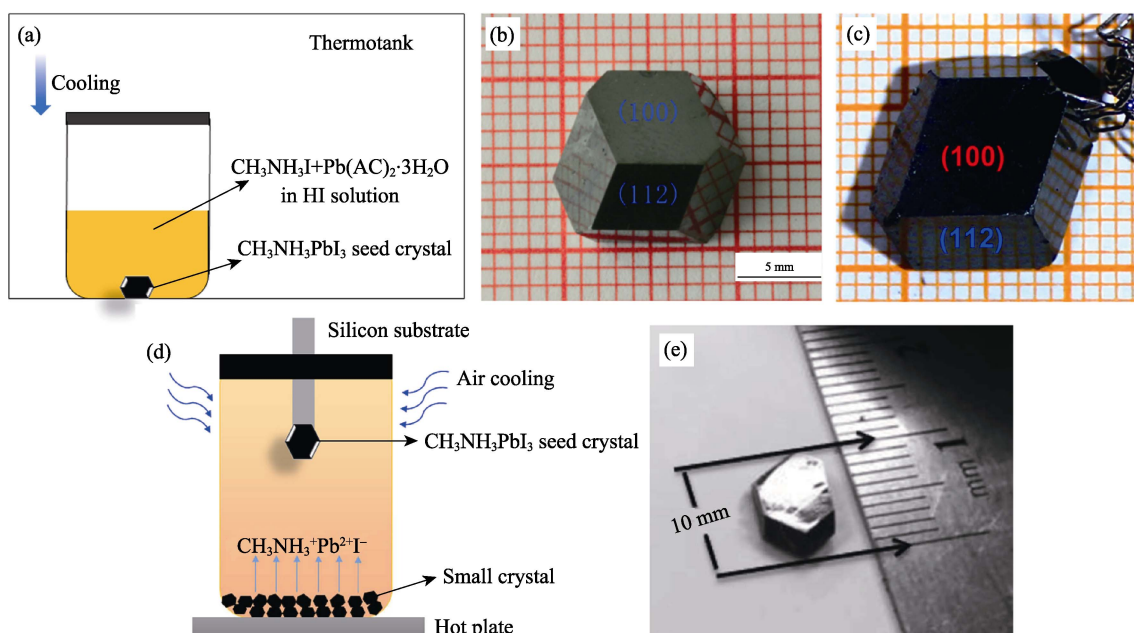 (a)
Thermotank
Cooling
CH₃NH₃I+Pb(AC)₂·3H₂O
in HI solution
CH₃NH₃PbI₃ seed crystal
(b)
(100)
(112)
5 mm
(c)
(100)
(112)
(d)
Silicon substrate
Air cooling
CH₃NH₃PbI₃ seed crystal
CH₃NH₃⁺Pb²⁺I⁻
Small crystal
Hot plate
(e)
10 mm
1
mm